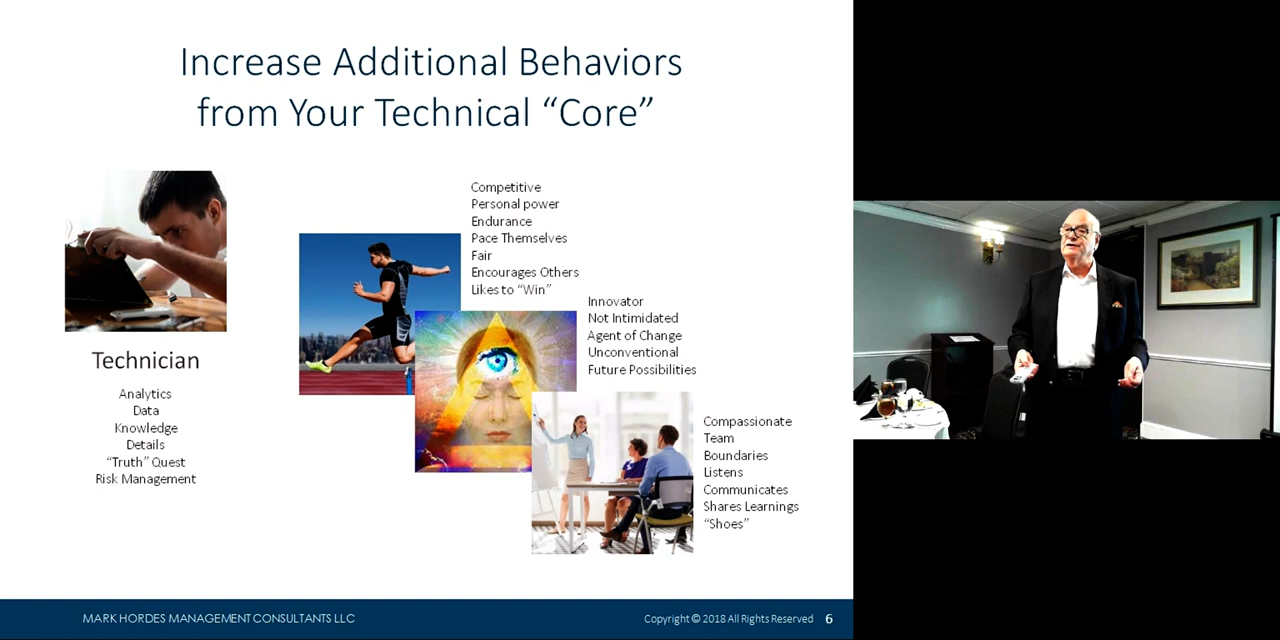 Increase Additional Behaviors
from Your Technical “Core”
Technician
Analytics
Data
Knowledge
Details
“Truth” Quest
Risk Management
Competitive
Personal power
Endurance
Pace Themselves
Fair
Encourages Others
Likes to “Win”
Innovator
Not Intimidated
Agent of Change
Unconventional
Future Possibilities
Compassionate
Team
Boundaries
Listens
Communicates
Shares Learnings
“Shoes”
MARK HORDES MANAGEMENT CONSULTANTS LLC
Copyright © 2018 All Rights Reserved 6